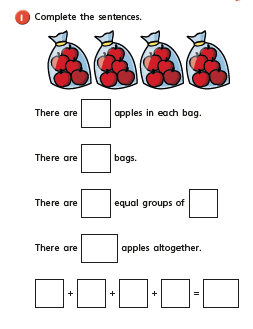 1 Complete the sentences.
There are apples in each bag.
There are bags.
There are equal groups of
There are apples altogether.
+ + + =